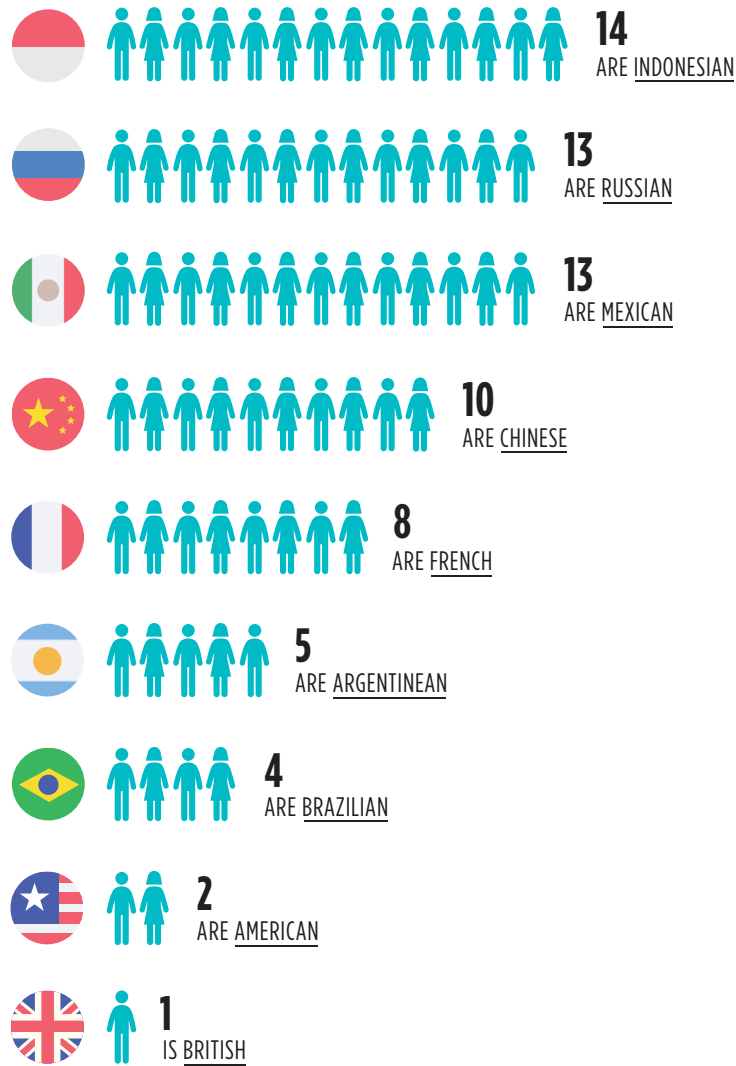 14
ARE INDONESIAN
13
ARE RUSSIAN
13
ARE MEXICAN
10
ARE CHINESE
8
ARE FRENCH
5
ARE ARGENTINEAN
4
ARE BRAZILIAN
2
ARE AMERICAN
1
IS BRITISH